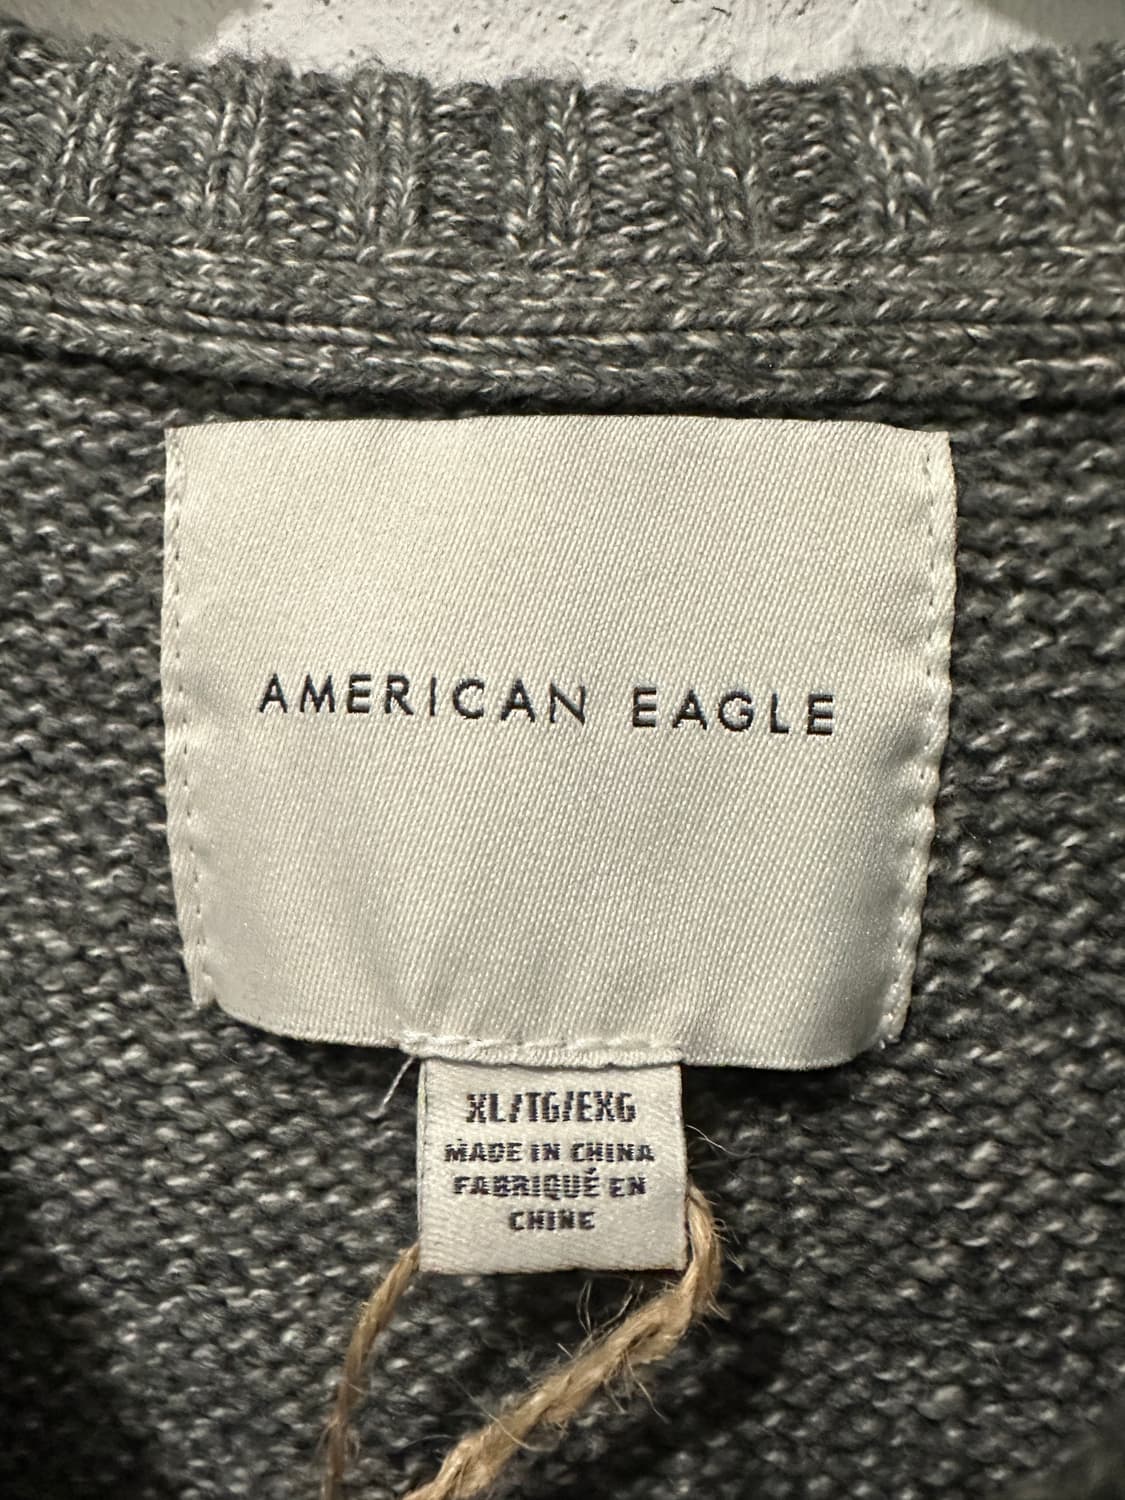 AMERICAN EAGLE
XL/TG/EXG
MADE IN CHINA
FABRIQUÉ EN
CHINE